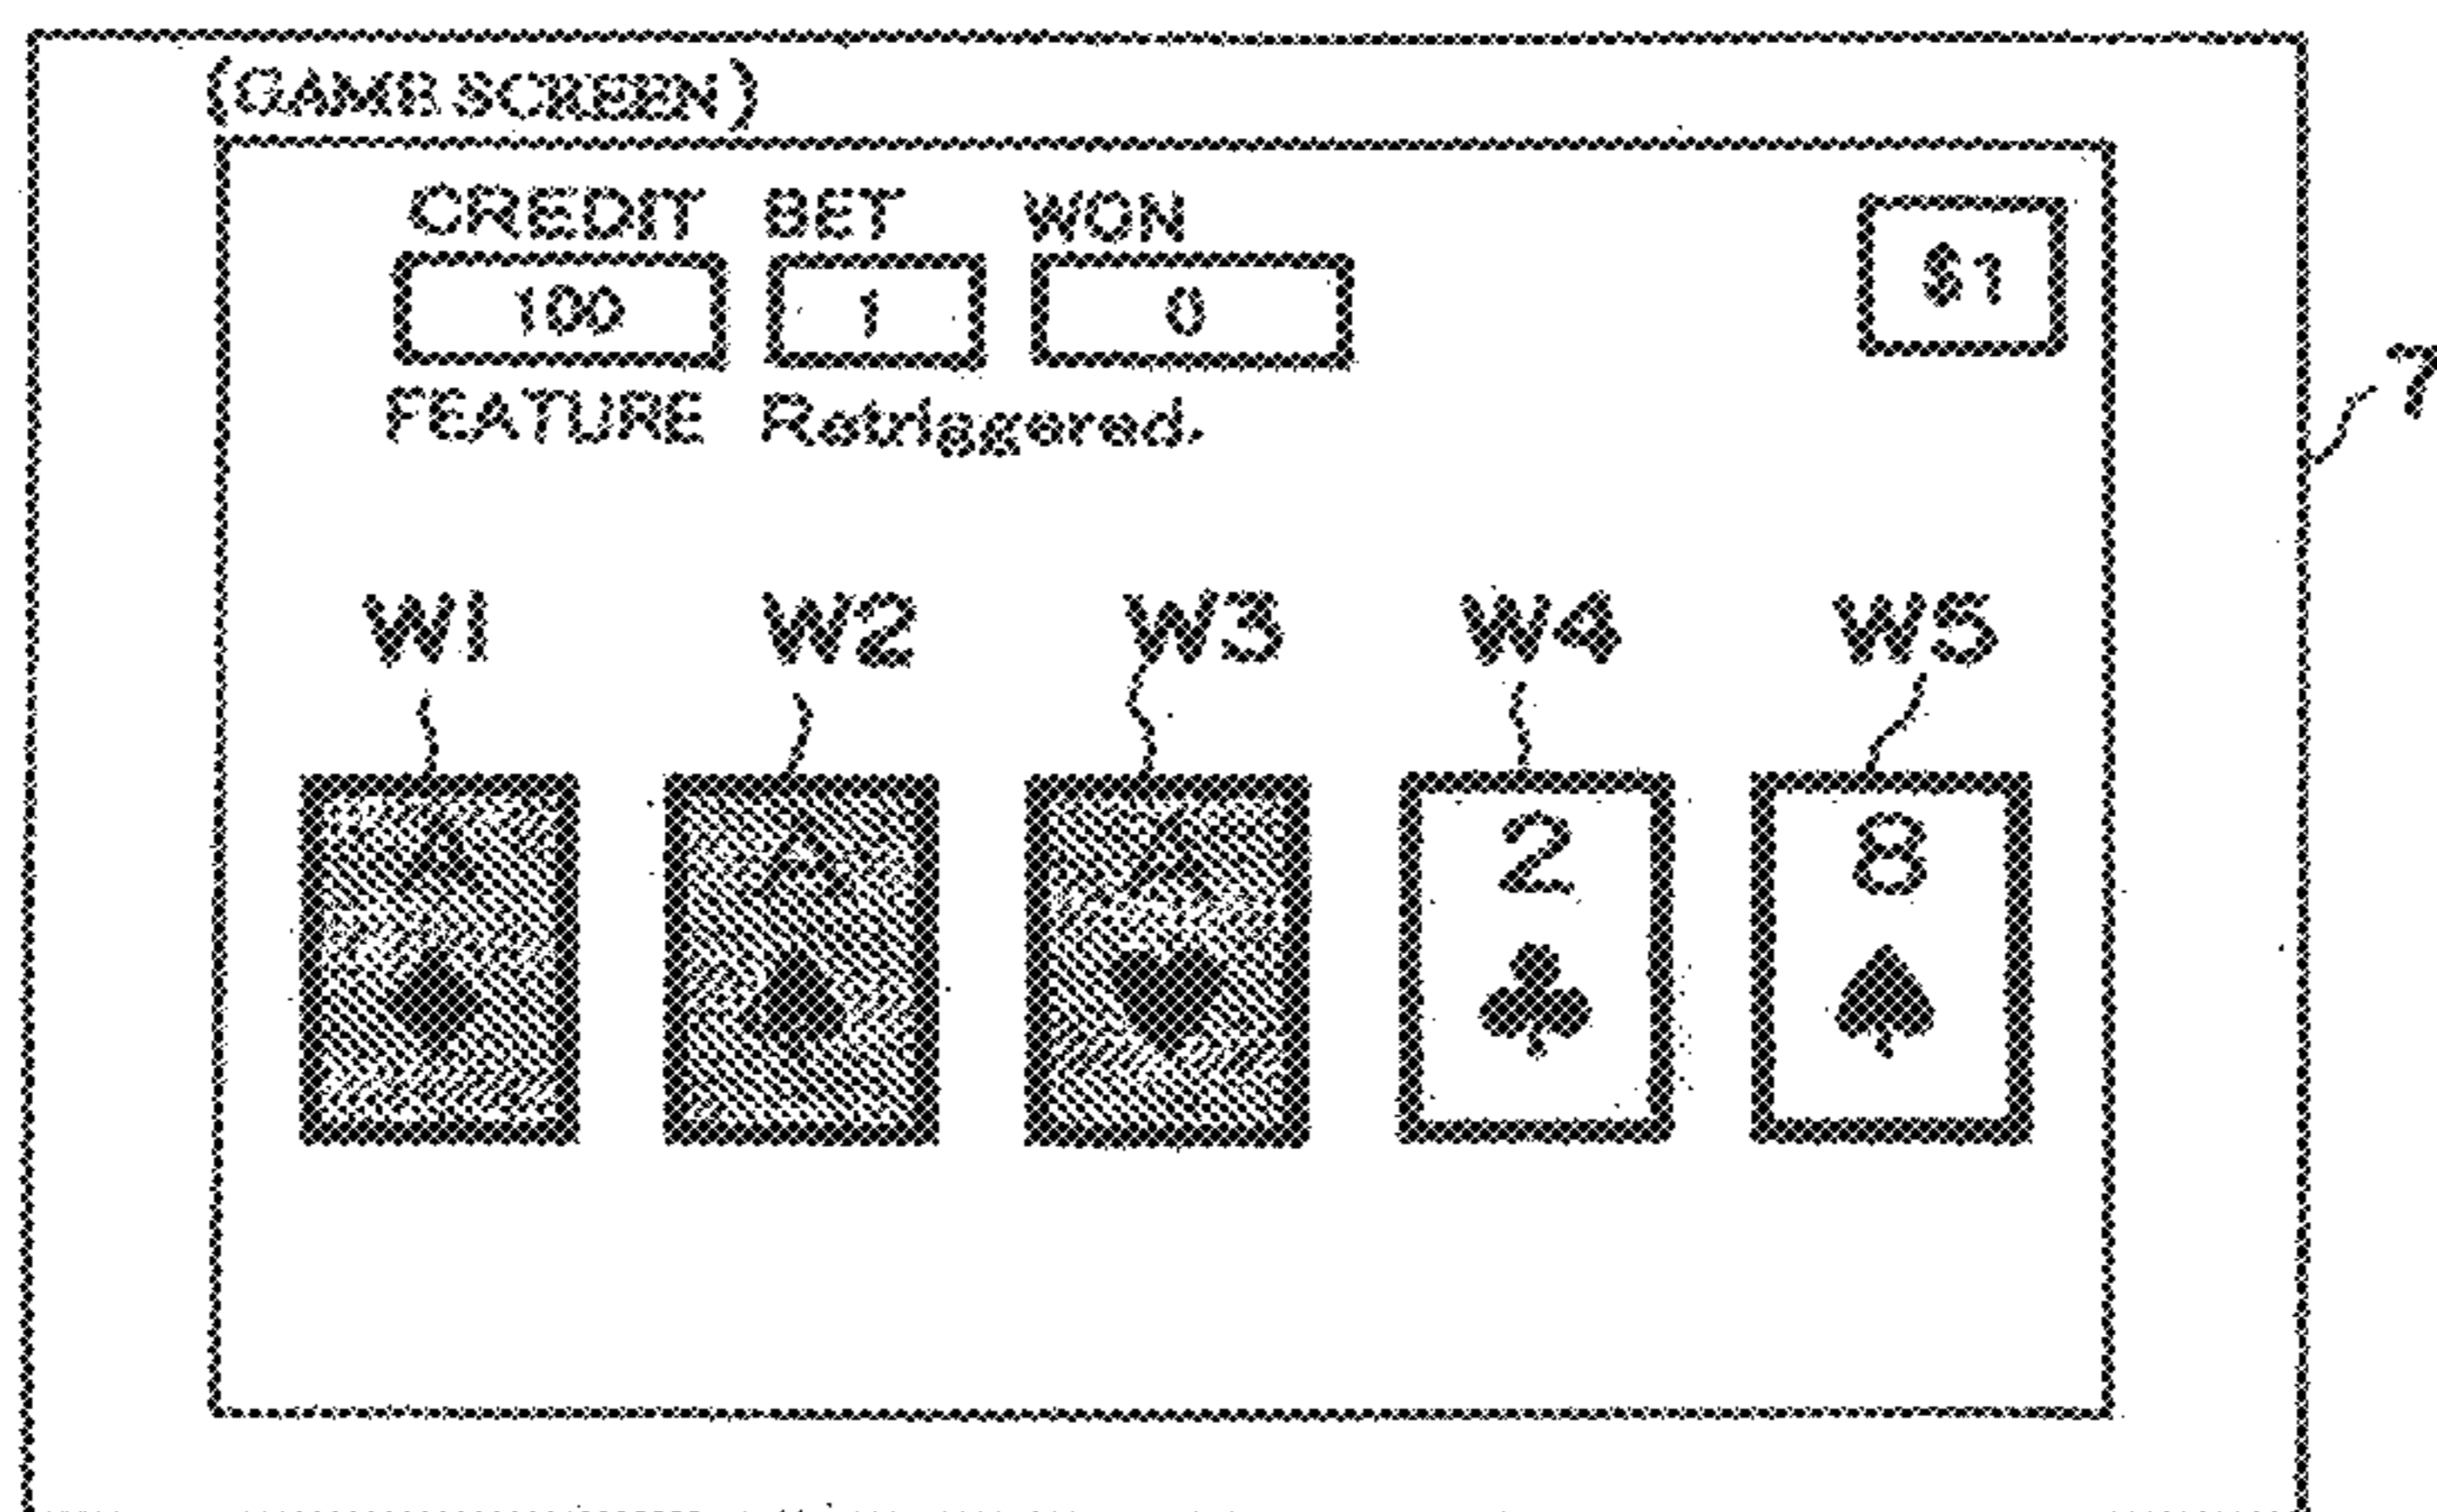 (GAME SCREEN)
CREDIT BET WON
100 1 0 $1
7
FEATURE Retriggered.
W1 W2 W3 W4 W5
A A A 2 8